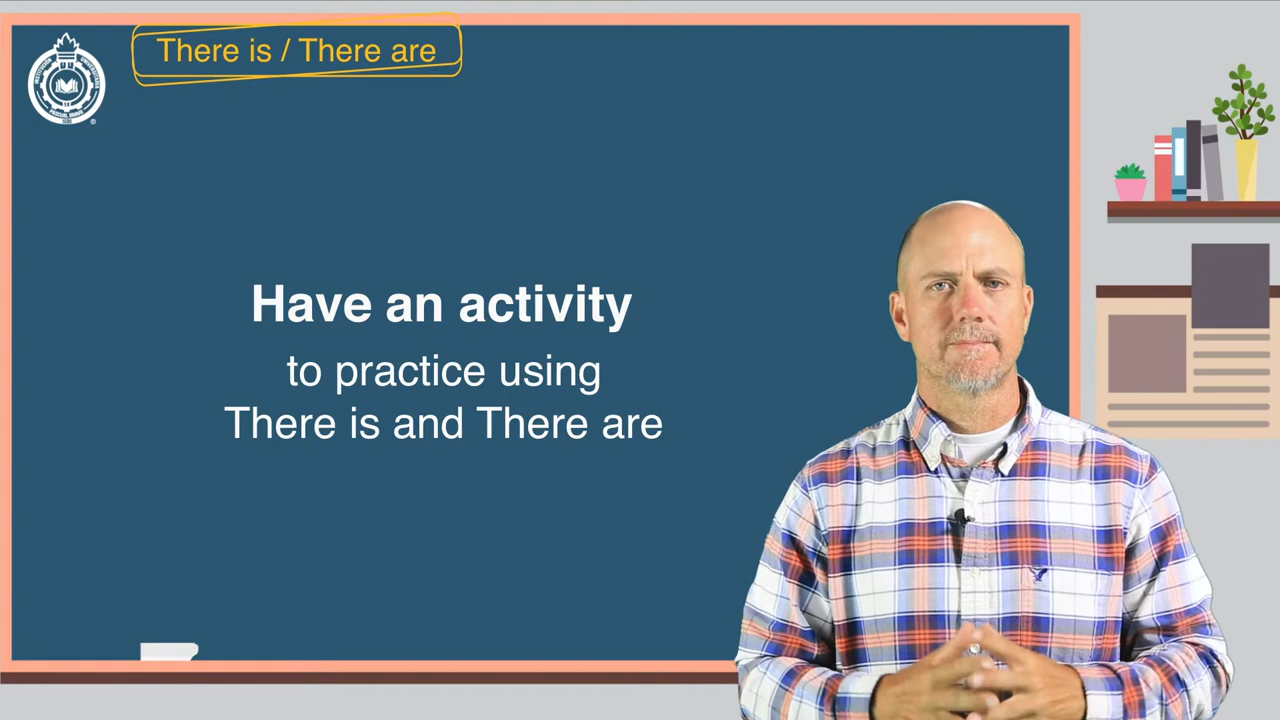 There is / There are
Have an activity
to practice using
There is and There are